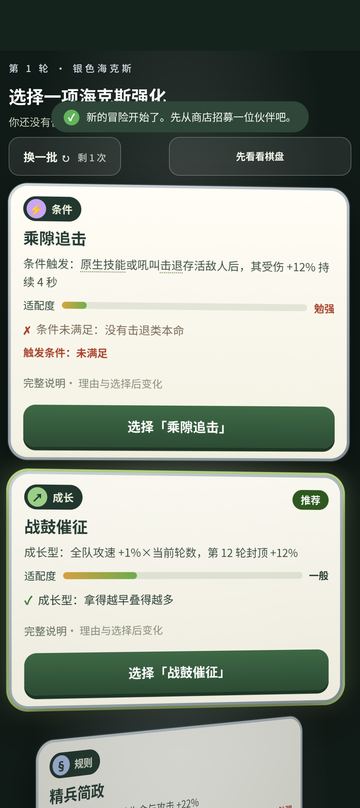 第 1 轮 · 银色海克斯
选择一项海克斯强化
新的冒险开始了。先从商店招募一位伙伴吧。
你还没有
换一批 ↻ 剩 1 次
先看看棋盘
条件
乘隙追击
条件触发：原生技能或吼叫击退存活敌人后，其受伤 +12% 持
续 4 秒
适配度
勉强
✗ 条件未满足：没有击退类本命
触发条件：未满足
完整说明 · 理由与选择后变化
选择「乘隙追击」
成长
推荐
战鼓催征
成长型：全队攻速 +1%×当前轮数，第 12 轮封顶 +12%
适配度
一般
✓ 成长型：拿得越早叠得越多
完整说明 · 理由与选择后变化
选择「战鼓催征」
§ 规则
精兵简政
与攻击 +22%